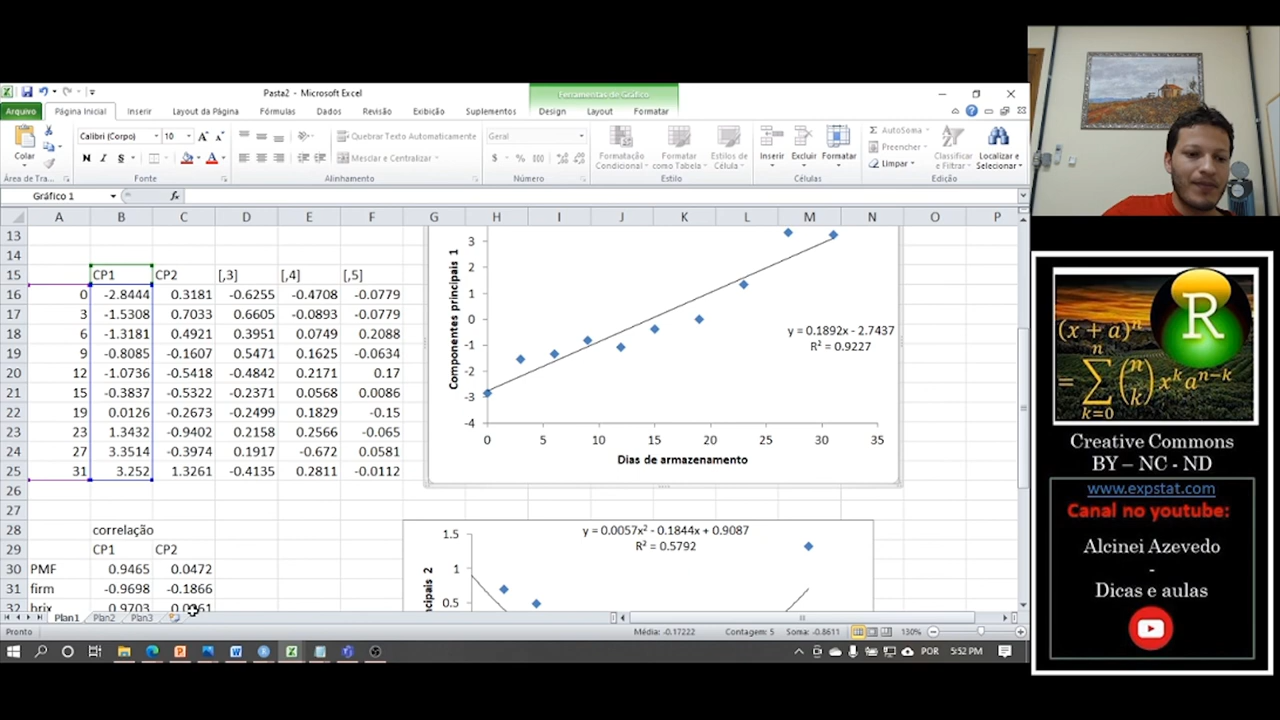 Pasta2 - Microsoft Excel
Ferramentas de Gráfico
Arquivo Página Inicial Inserir Layout da Página Fórmulas Dados Revisão Exibição Suplementos Design Layout Formatar
Colar
Calibri (Corpo) 10
N I S
Quebrar Texto Automaticamente
Mesclar e Centralizar
Geral
Formatação Condicional
Formatar como Tabela
Estilos de Célula
Inserir Excluir Formatar
AutoSoma
Preencher
Limpar
Classificar e Filtrar
Localizar e Selecionar
Área de Tra... Fonte Alinhamento Número Estilo Células Edição
Gráfico 1 fx
A B C D E F G H I J K L M N O P
13
14
15 CP1 CP2 [,3] [,4] [,5]
16 0 -2.8444 0.3181 -0.6255 -0.4708 -0.0779
17 3 -1.5308 0.7033 0.6605 -0.0893 -0.0779
18 6 -1.3181 0.4921 0.3951 0.0749 0.2088
19 9 -0.8085 -0.1607 0.5471 0.1625 -0.0634
20 12 -1.0736 -0.5418 -0.4842 0.2171 0.17
21 15 -0.3837 -0.5322 -0.2371 0.0568 0.0086
22 19 0.0126 -0.2673 -0.2499 0.1829 -0.15
23 23 1.3432 -0.9402 0.2158 0.2566 -0.065
24 27 3.3514 -0.3974 0.1917 -0.672 0.0581
25 31 3.252 1.3261 -0.4135 0.2811 -0.0112
26
27
28 correlação
29 CP1 CP2
30 PMF 0.9465 0.0472
31 firm -0.9698 -0.1866
32 brix 0.9703
Componentes principais 1
3
2
1
0
-1
-2
-3
-4
0 5 10 15 20 25 30 35
Dias de armazenamento
y = 0.1892x - 2.7437
R² = 0.9227
y = 0.0057x² - 0.1844x + 0.9087
R² = 0.5792
1.5
1
0.5
ncipais 2
Plan1 Plan2 Plan3
Pronto Média: -0.17222 Contagem: 5 Soma: -0.8611 130%
POR 5:52 PM
(x + a)ⁿ
= n ∑ k=0 (n k) xᵏ aⁿ⁻ᵏ
R
Creative Commons
BY – NC - ND
www.expstat.com
Canal no youtube:
Alcinei Azevedo
-
Dicas e aulas